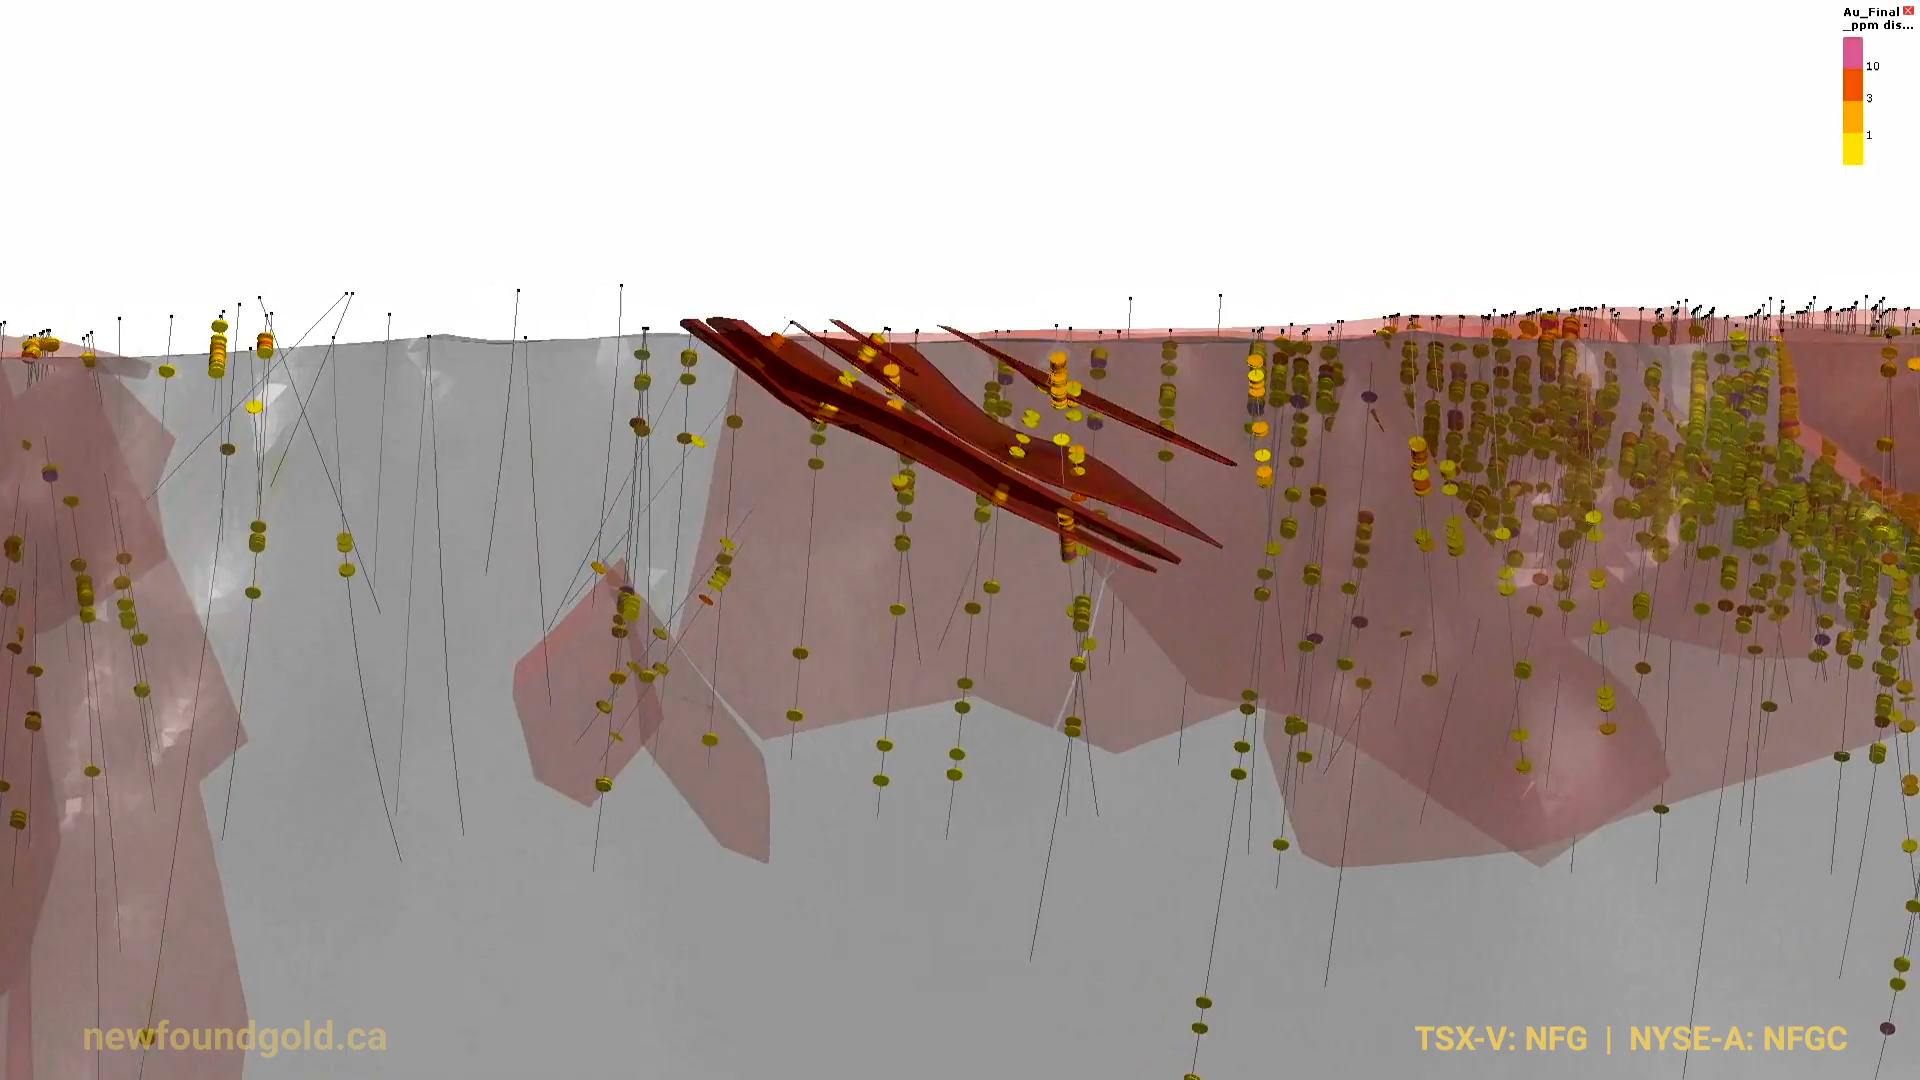 Au_Final
_ppm dis...
10
3
1
newfoundgold.ca
TSX-V: NFG | NYSE-A: NFGC